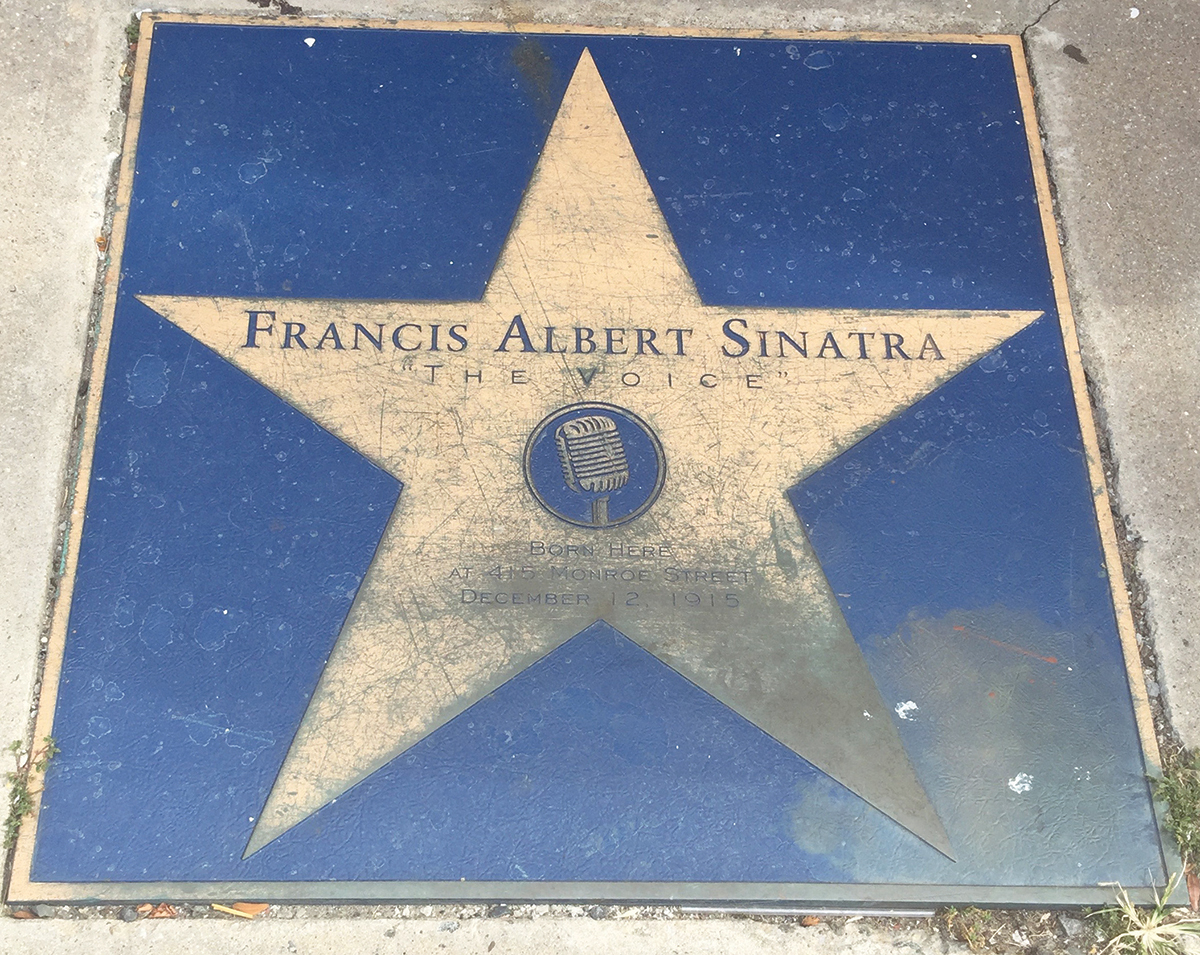 Francis Albert Sinatra
"The Voice"
Born Here
at 415 Monroe Street
December 12, 1915